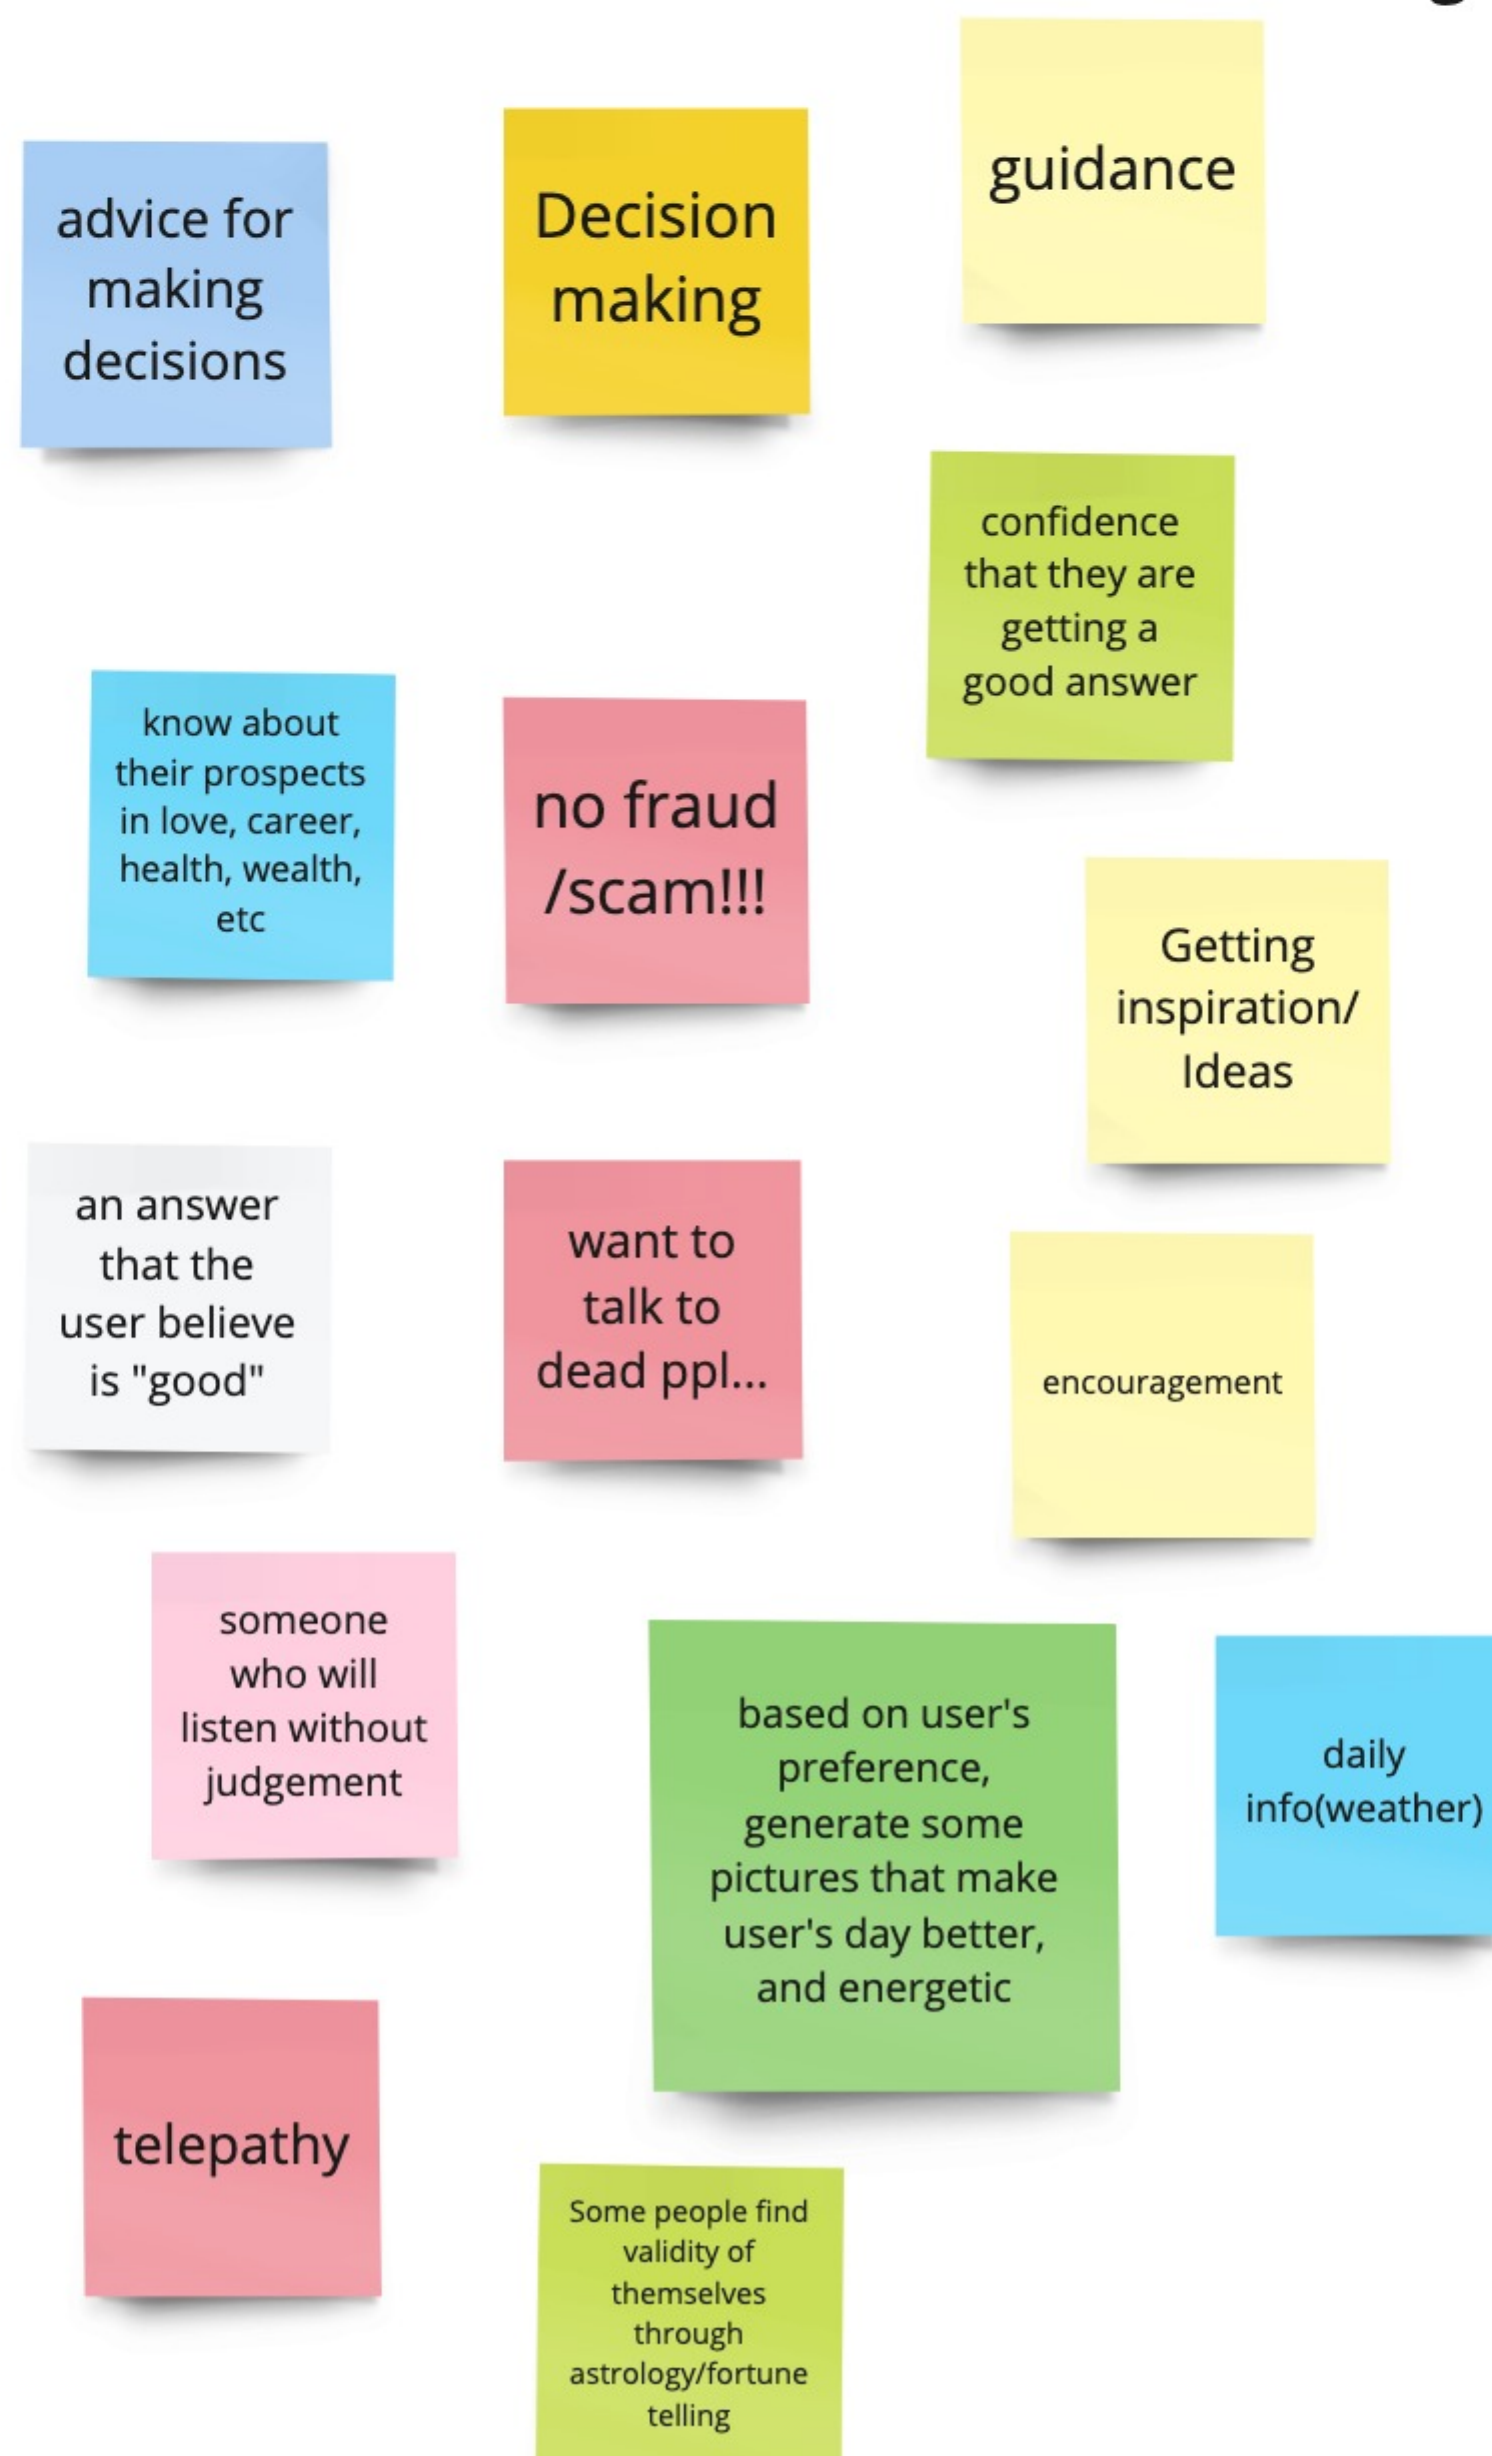 advice for
making
decisions
Decision
making
guidance
confidence
that they are
getting a
good answer
know about
their prospects
in love, career,
health, wealth,
etc
no fraud
/scam!!!
Getting
inspiration/
Ideas
an answer
that the
user believe
is "good"
want to
talk to
dead ppl...
encouragement
someone
who will
listen without
judgement
based on user's
preference,
generate some
pictures that make
user's day better,
and energetic
daily
info(weather)
telepathy
Some people find
validity of
themselves
through
astrology/fortune
telling